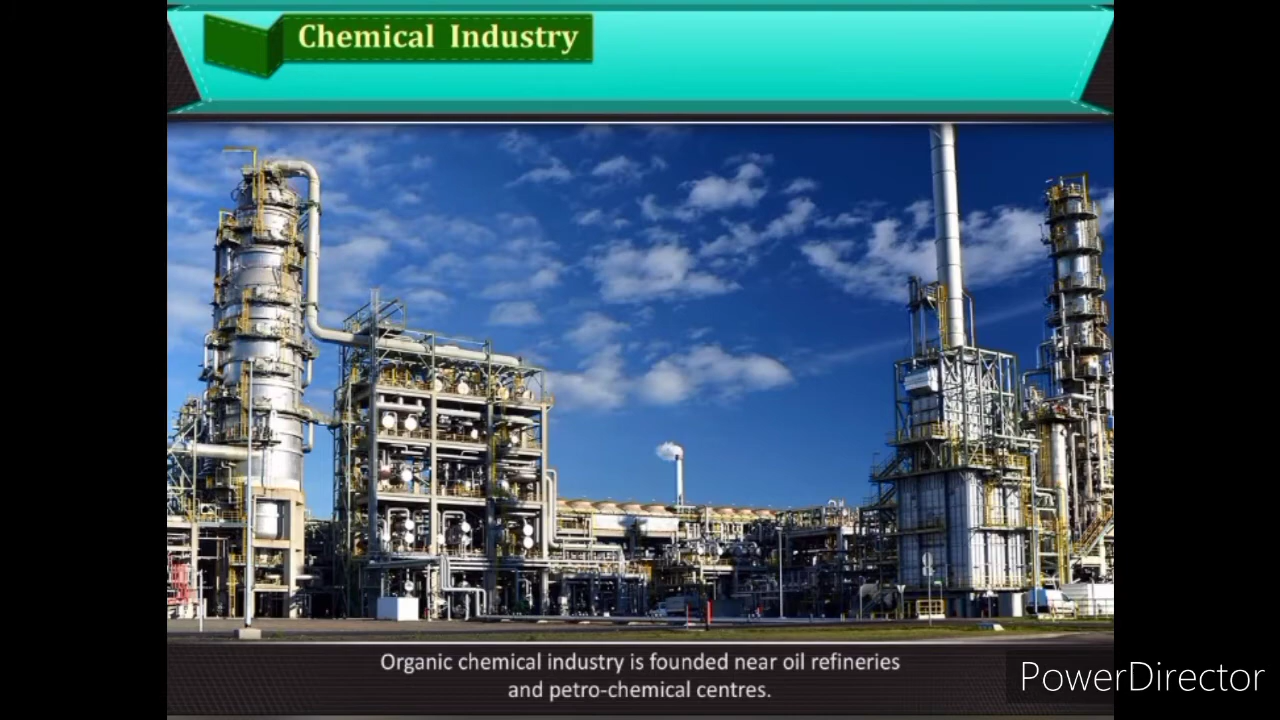 Chemical Industry
Organic chemical industry is founded near oil refineries
and petro-chemical centres.
PowerDirector